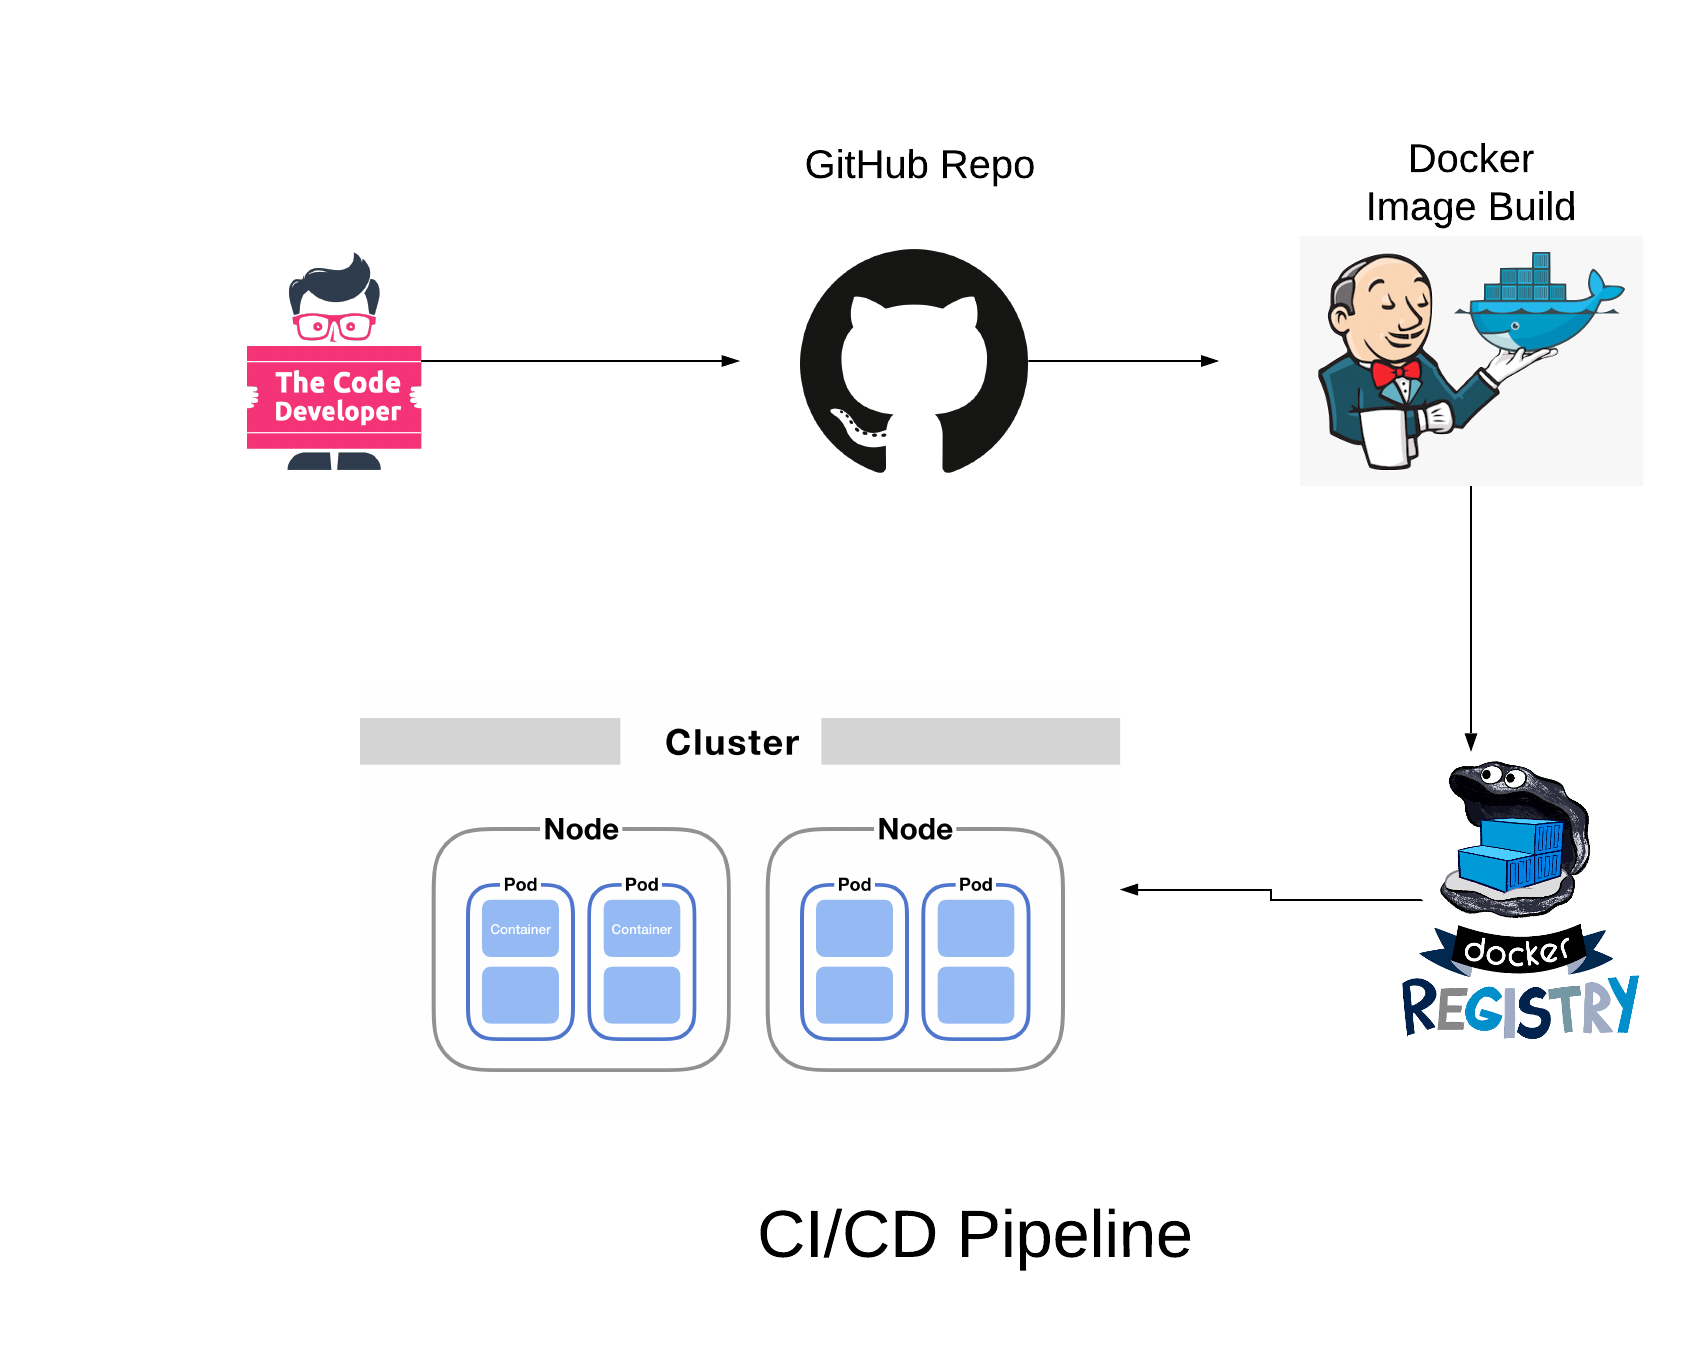 GitHub Repo
Docker
Image Build
The Code
Developer
Cluster
Node
Node
Pod
Pod
Pod
Pod
Container
Container
docker
REGISTRY
CI/CD Pipeline